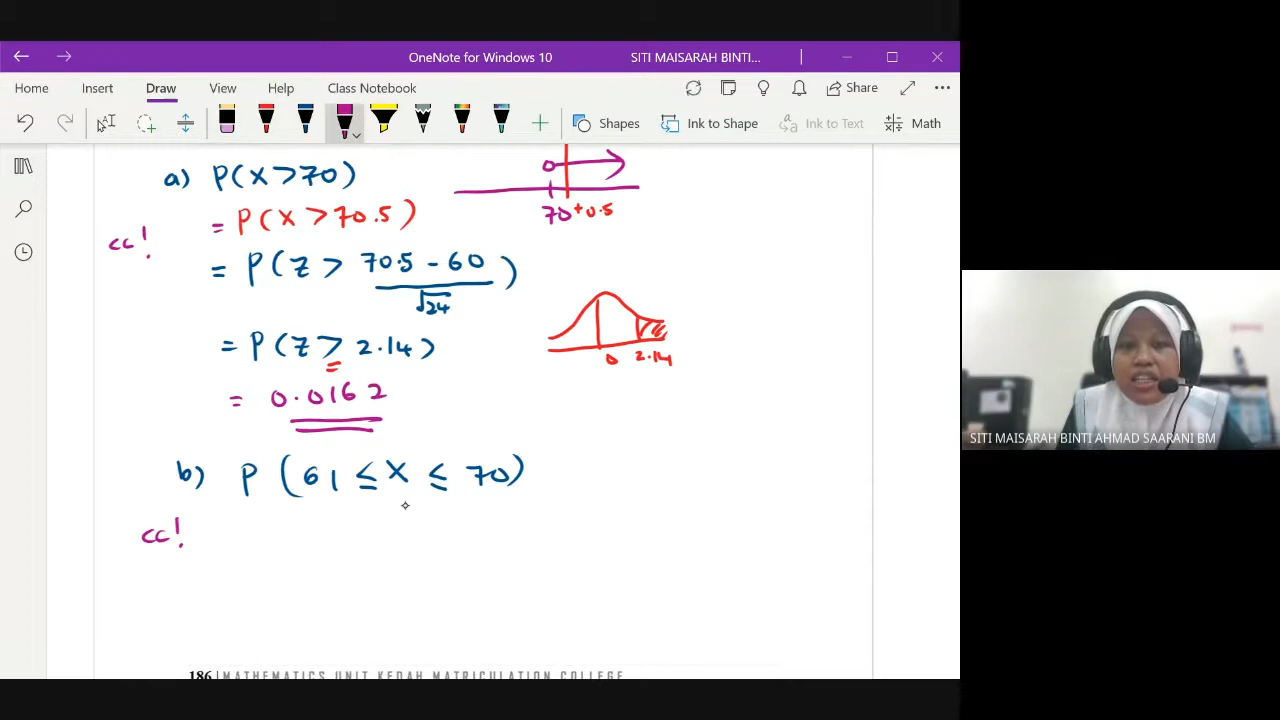 OneNote for Windows 10
SITI MAISARAH BINTI...
Home Insert Draw View Help Class Notebook Share
Shapes Ink to Shape Ink to Text Math
a) P(X>70)
= P(X > 70.5)
cc!
= P(Z > 70.5 - 60 / √24)
= P(Z > 2.14)
= 0.0162
70+0.5
0 2.14
b) P(61 ≤ X ≤ 70)
cc!
186 | MATHEMATICS UNIT KEDAH MATRICULATION COLLEGE
SITI MAISARAH BINTI AHMAD SAARANI BM